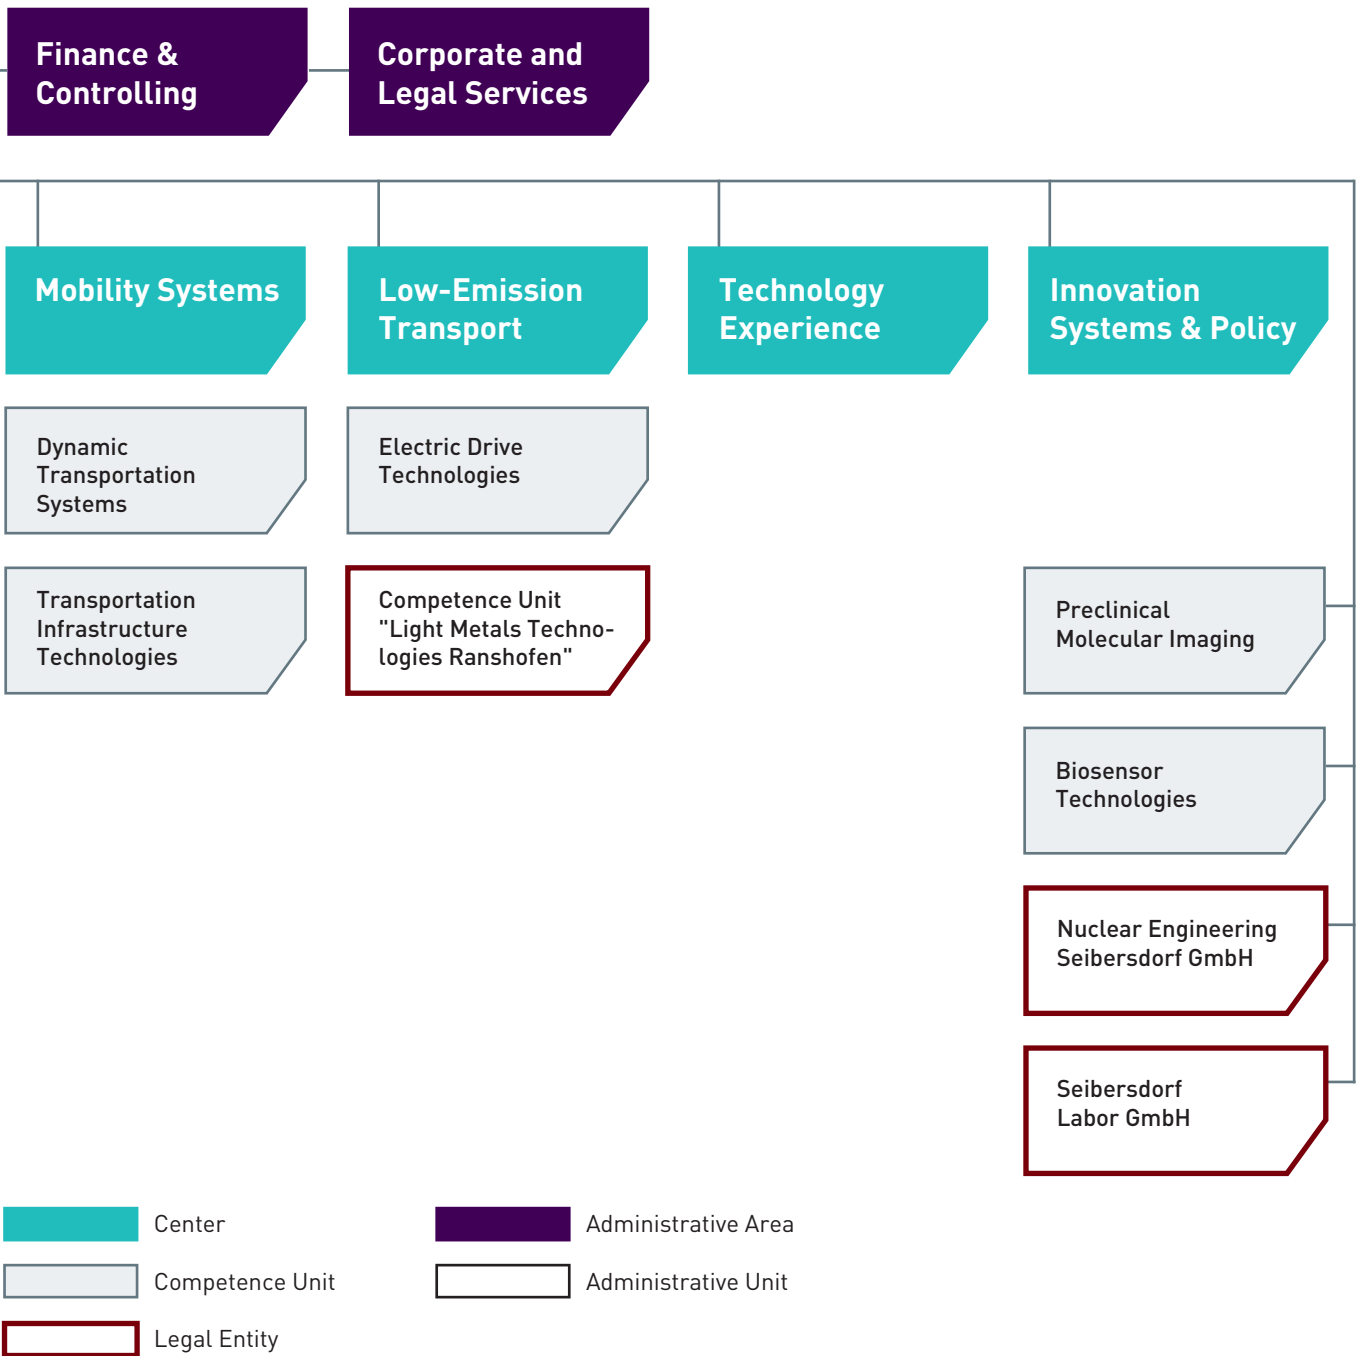 Finance &
Controlling
Corporate and
Legal Services
Mobility Systems
Low-Emission
Transport
Technology
Experience
Innovation
Systems & Policy
Dynamic
Transportation
Systems
Electric Drive
Technologies
Transportation
Infrastructure
Technologies
Competence Unit
"Light Metals Techno-
logies Ranshofen"
Preclinical
Molecular Imaging
Biosensor
Technologies
Nuclear Engineering
Seibersdorf GmbH
Seibersdorf
Labor GmbH
Center
Administrative Area
Competence Unit
Administrative Unit
Legal Entity